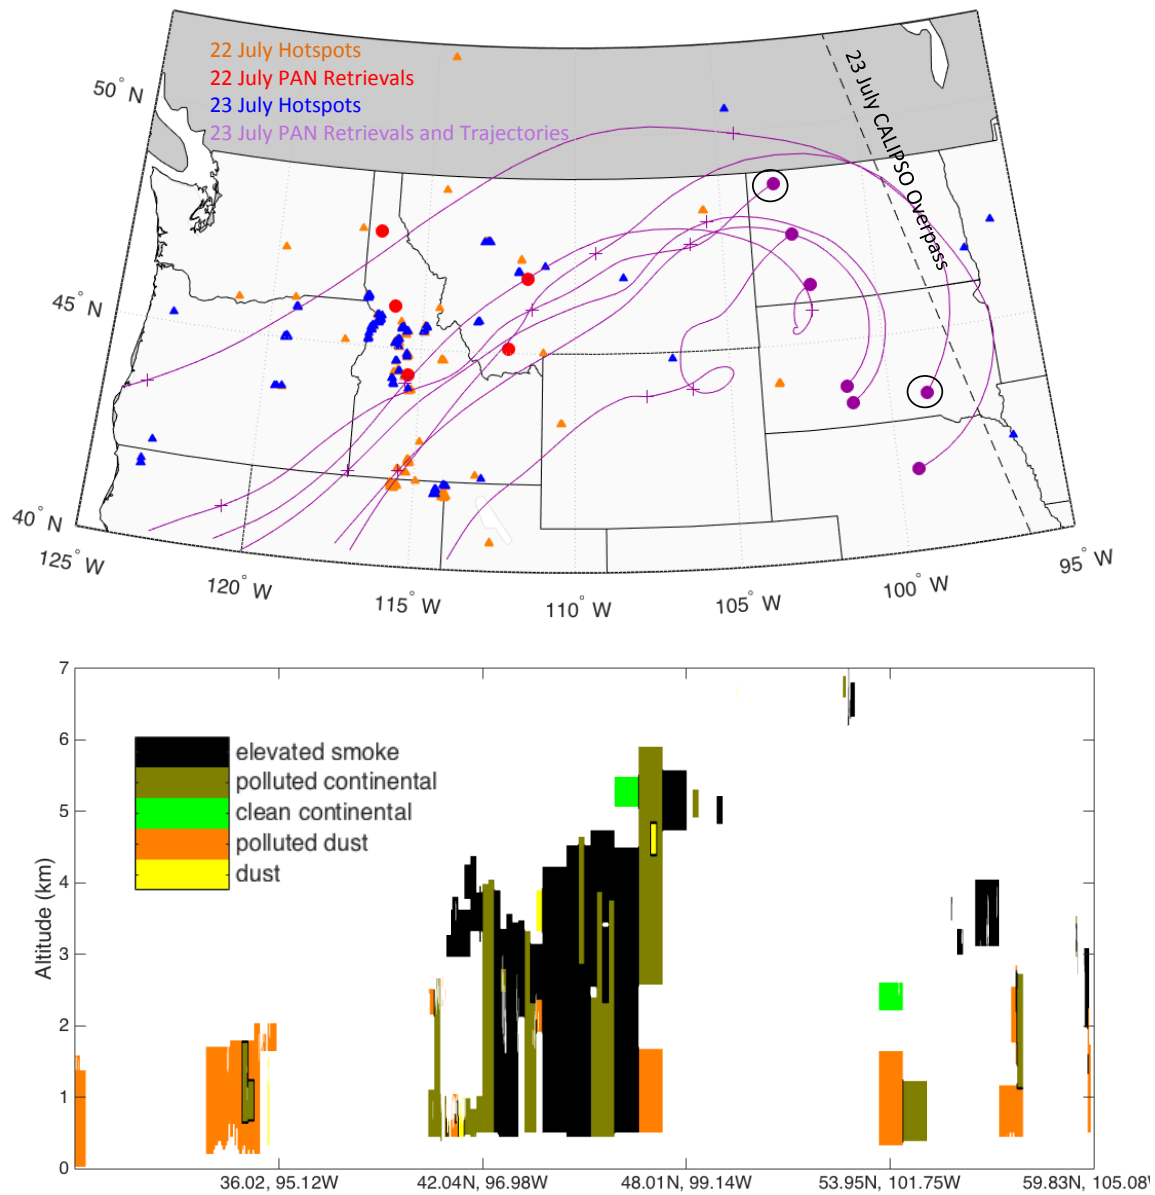 22 July Hotspots
22 July PAN Retrievals
23 July Hotspots
23 July PAN Retrievals and Trajectories
23 July CALIPSO Overpass
50° N
45° N
40° N
125° W
120° W
115° W
110° W
105° W
100° W
95° W
7
6
5
4
3
2
1
0
Altitude (km)
elevated smoke
polluted continental
clean continental
polluted dust
dust
36.02, 95.12W
42.04N, 96.98W
48.01N, 99.14W
53.95N, 101.75W
59.83N, 105.08W